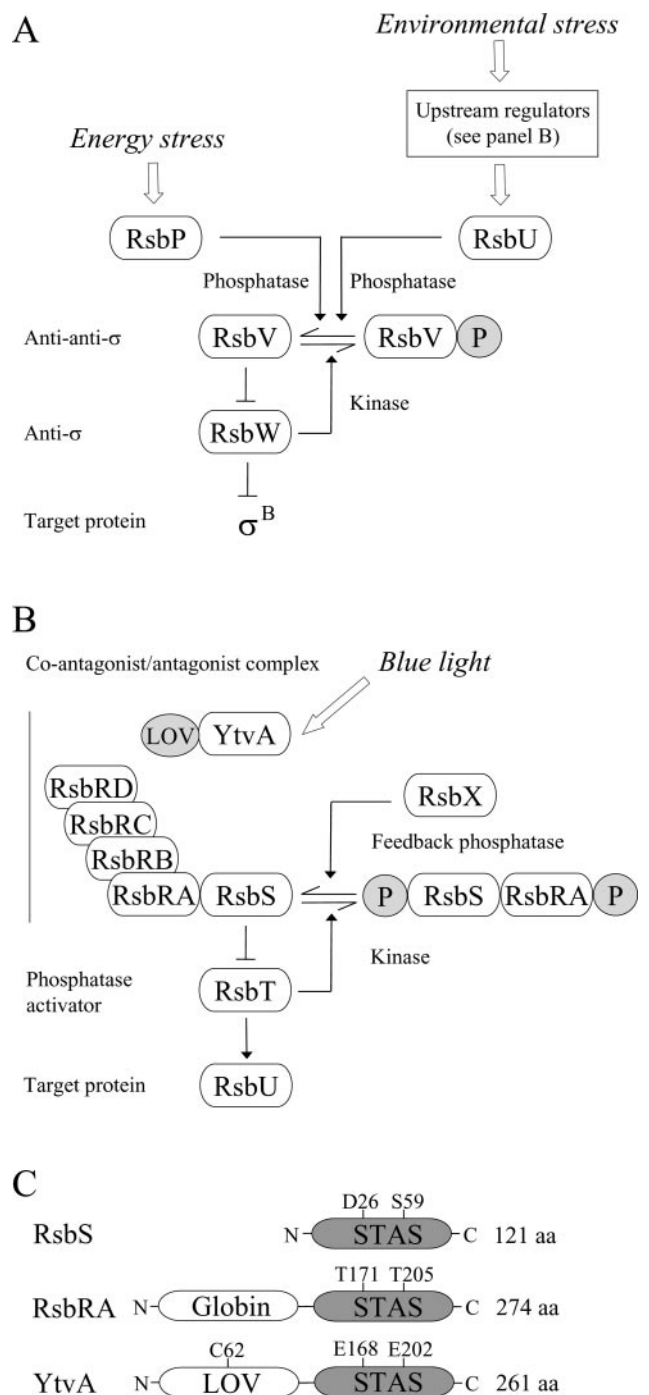 A
Environmental stress
Upstream regulators
(see panel B)
Energy stress
RsbP
RsbU
Phosphatase
Phosphatase
Anti-anti-σ
RsbV
RsbV
P
Kinase
Anti-σ
RsbW
Target protein
σB
B
Co-antagonist/antagonist complex
Blue light
LOV
YtvA
RsbRD
RsbRC
RsbRB
RsbRA
RsbS
RsbX
Feedback phosphatase
P
RsbS
RsbRA
P
Kinase
Phosphatase
activator
RsbT
Target protein
RsbU
C
D26 S59
RsbS N STAS C 121 aa
T171 T205
RsbRA N Globin STAS C 274 aa
C62 E168 E202
YtvA N LOV STAS C 261 aa